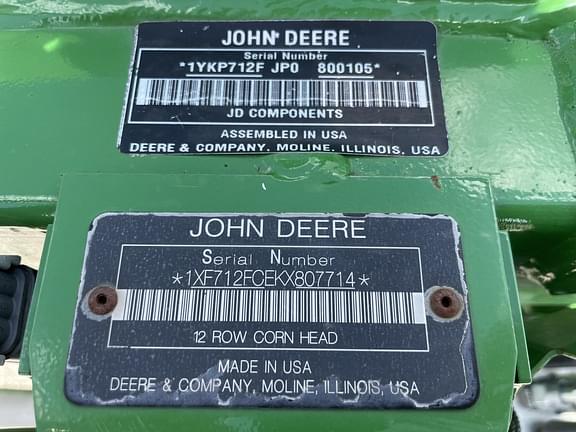 JOHN DEERE
Serial Number
*1YKP712F JP0 800105*
JD COMPONENTS
ASSEMBLED IN USA
DEERE & COMPANY, MOLINE, ILLINOIS, USA
JOHN DEERE
Serial Number
*1XF712FCEKX807714*
12 ROW CORN HEAD
MADE IN USA
DEERE & COMPANY, MOLINE, ILLINOIS, USA